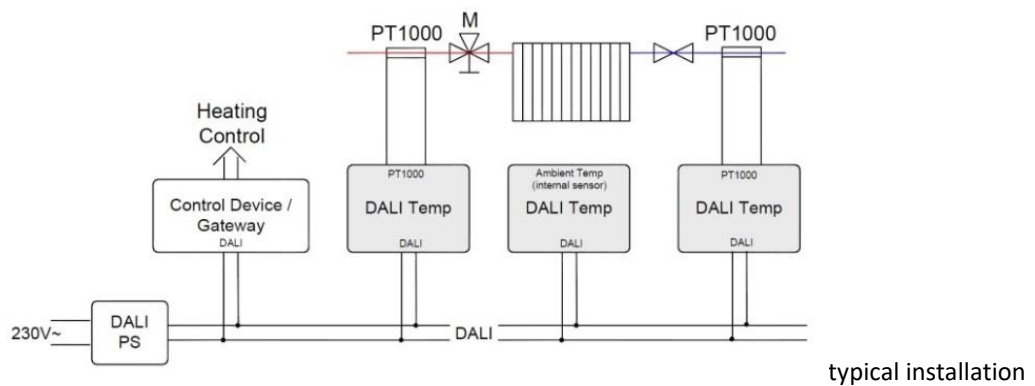 PT1000
M
PT1000
Heating
Control
Control Device /
Gateway
DALI
PT1000
DALI Temp
DALI
Ambient Temp
(internal sensor)
DALI Temp
DALI
PT1000
DALI Temp
DALI
230V~
DALI
PS
DALI
typical installation